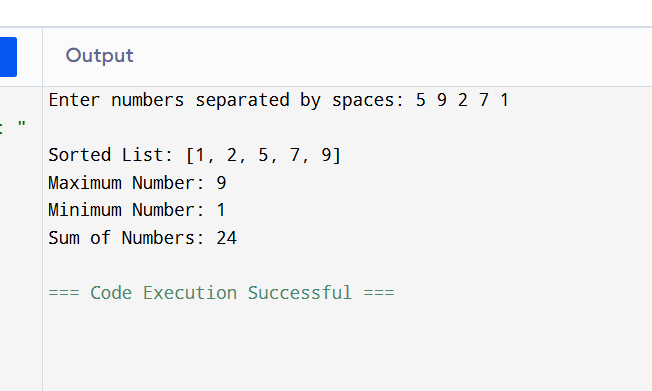 Output
Enter numbers separated by spaces: 5 9 2 7 1
: "
Sorted List: [1, 2, 5, 7, 9]
Maximum Number: 9
Minimum Number: 1
Sum of Numbers: 24
=== Code Execution Successful ===